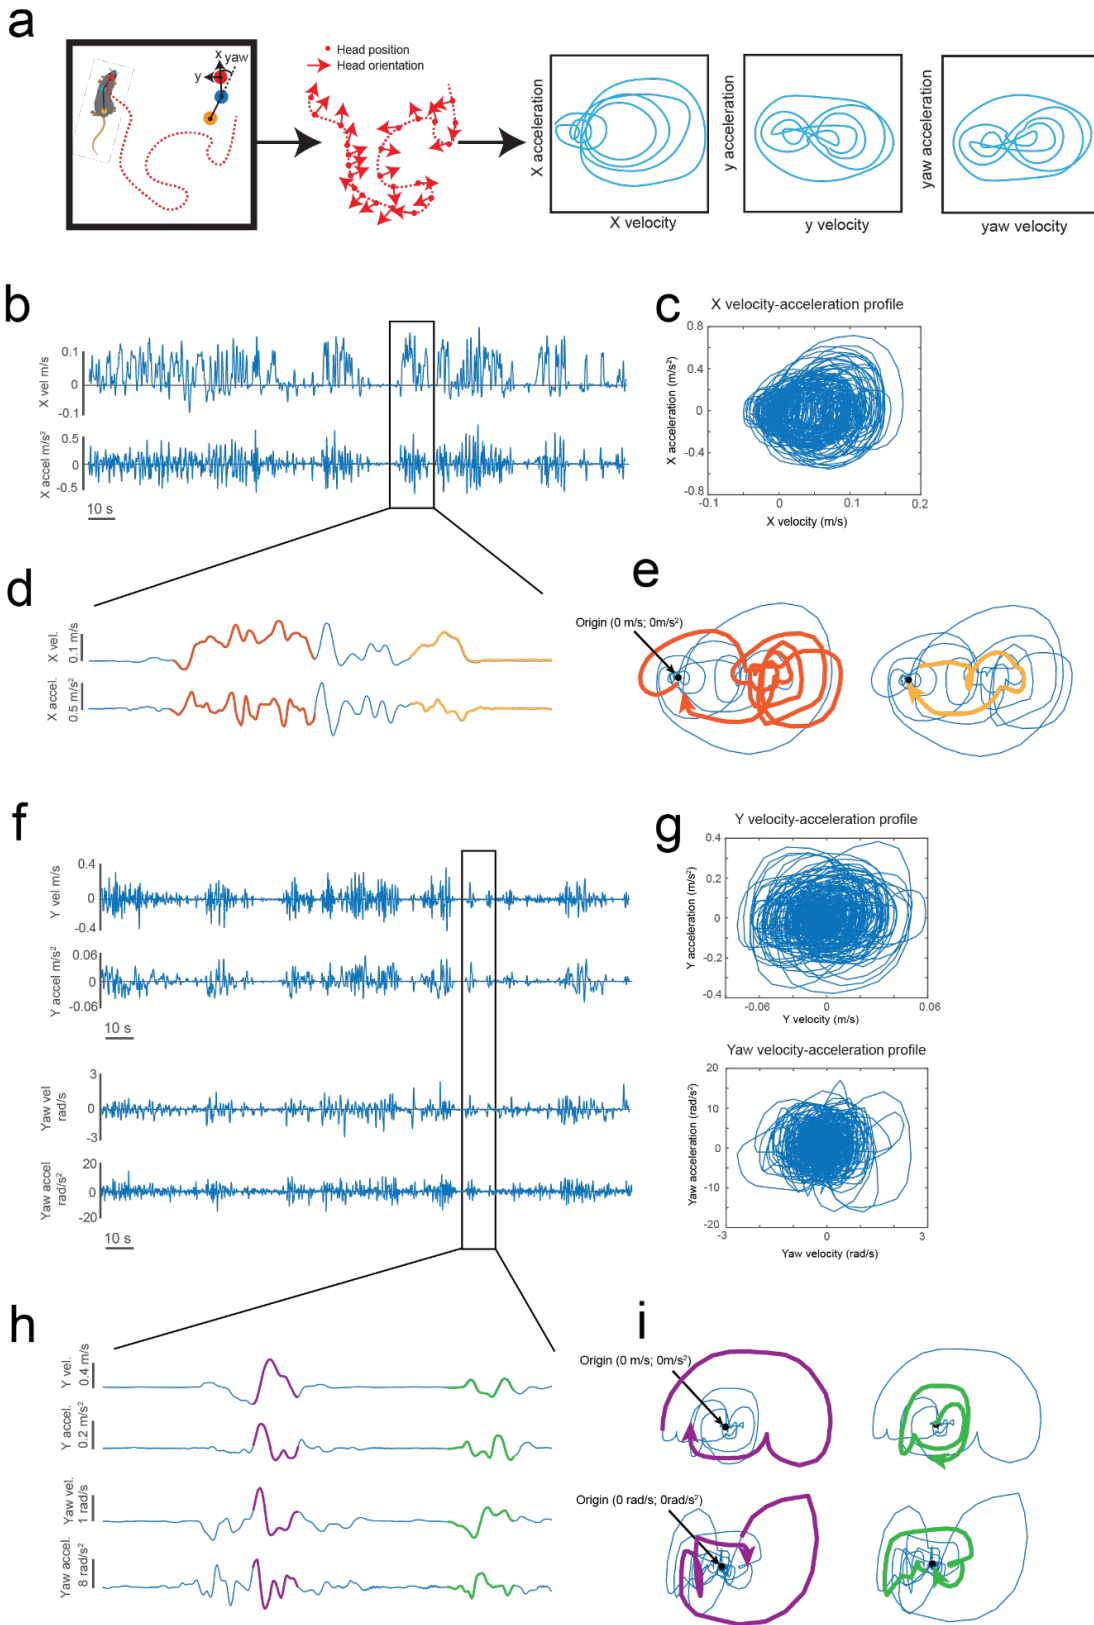 a
x
yaw
y
Head position
Head orientation
X acceleration
X velocity
y acceleration
y velocity
yaw acceleration
yaw velocity
b
X vel m/s
0.1
0
-0.1
X accel m/s²
0.5
0
-0.5
10 s
c
X velocity-acceleration profile
X acceleration (m/s²)
0.8
0.4
0
-0.4
-0.8
-0.1
0
0.1
0.2
X velocity (m/s)
d
X vel.
0.1 m/s
X accel.
0.5 m/s²
e
Origin (0 m/s; 0m/s²)
f
Y vel m/s
0.4
0
-0.4
Y accel m/s²
0.06
0
-0.06
10 s
Yaw vel
rad/s
3
0
-3
Yaw accel
rad/s²
20
0
-20
10 s
g
Y velocity-acceleration profile
Y acceleration (m/s²)
0.4
0.2
0
-0.2
-0.4
-0.06
0
0.06
Y velocity (m/s)
Yaw velocity-acceleration profile
Yaw acceleration (rad/s²)
20
10
0
-10
-20
-3
0
3
Yaw velocity (rad/s)
h
Y vel.
0.4 m/s
Y accel.
0.2 m/s²
Yaw vel.
1 rad/s
Yaw accel.
8 rad/s²
i
Origin (0 m/s; 0m/s²)
Origin (0 rad/s; 0rad/s²)